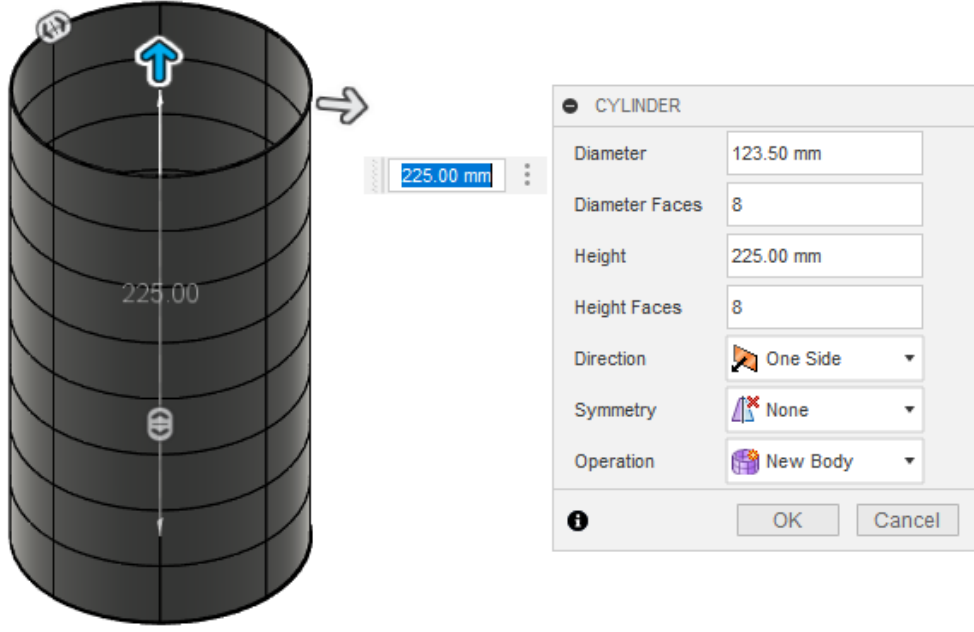 225.00
225.00 mm
CYLINDER
Diameter 123.50 mm
Diameter Faces 8
Height 225.00 mm
Height Faces 8
Direction One Side
Symmetry None
Operation New Body
OK Cancel